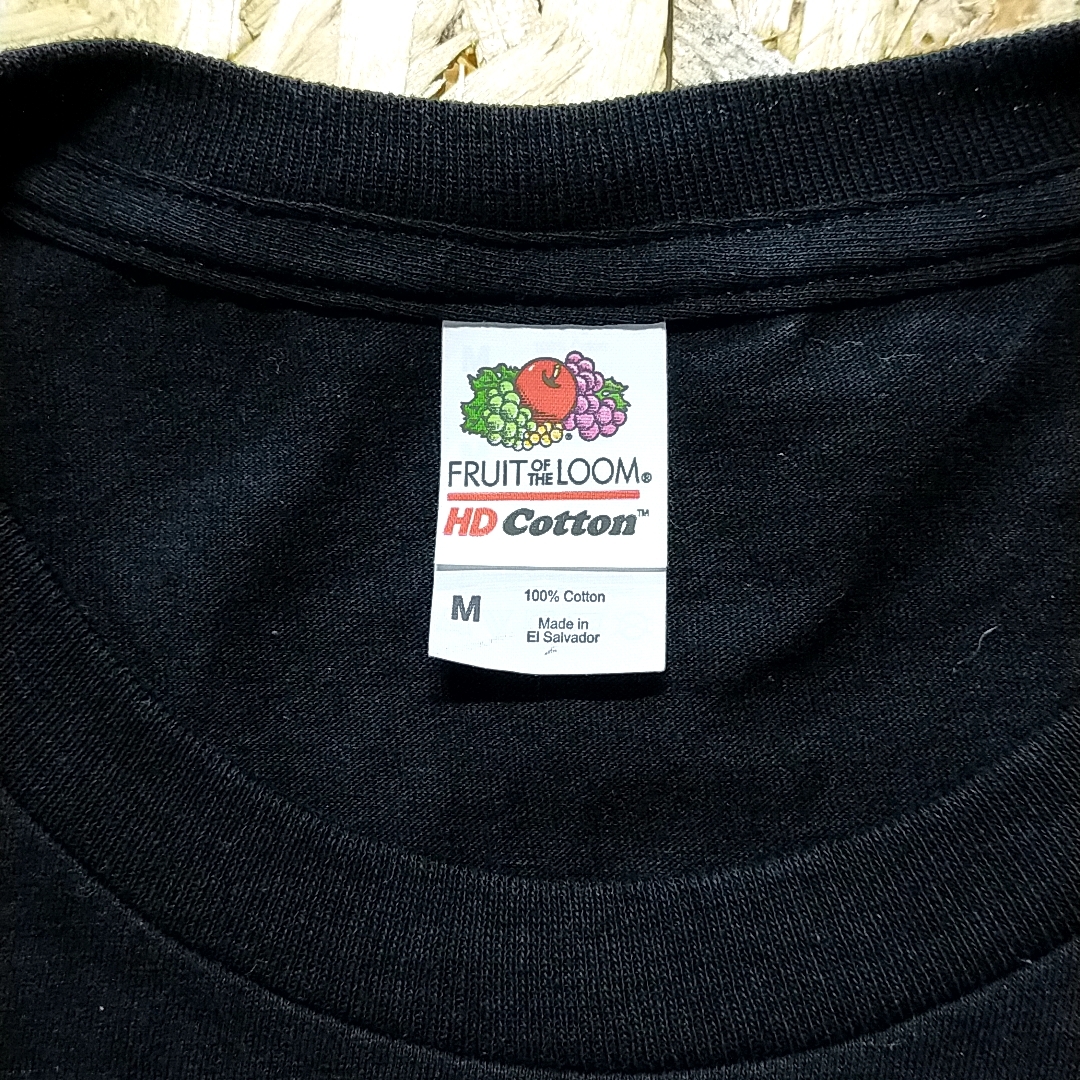 FRUIT OF THE LOOM®
HD Cotton™
M
100% Cotton
Made in
El Salvador